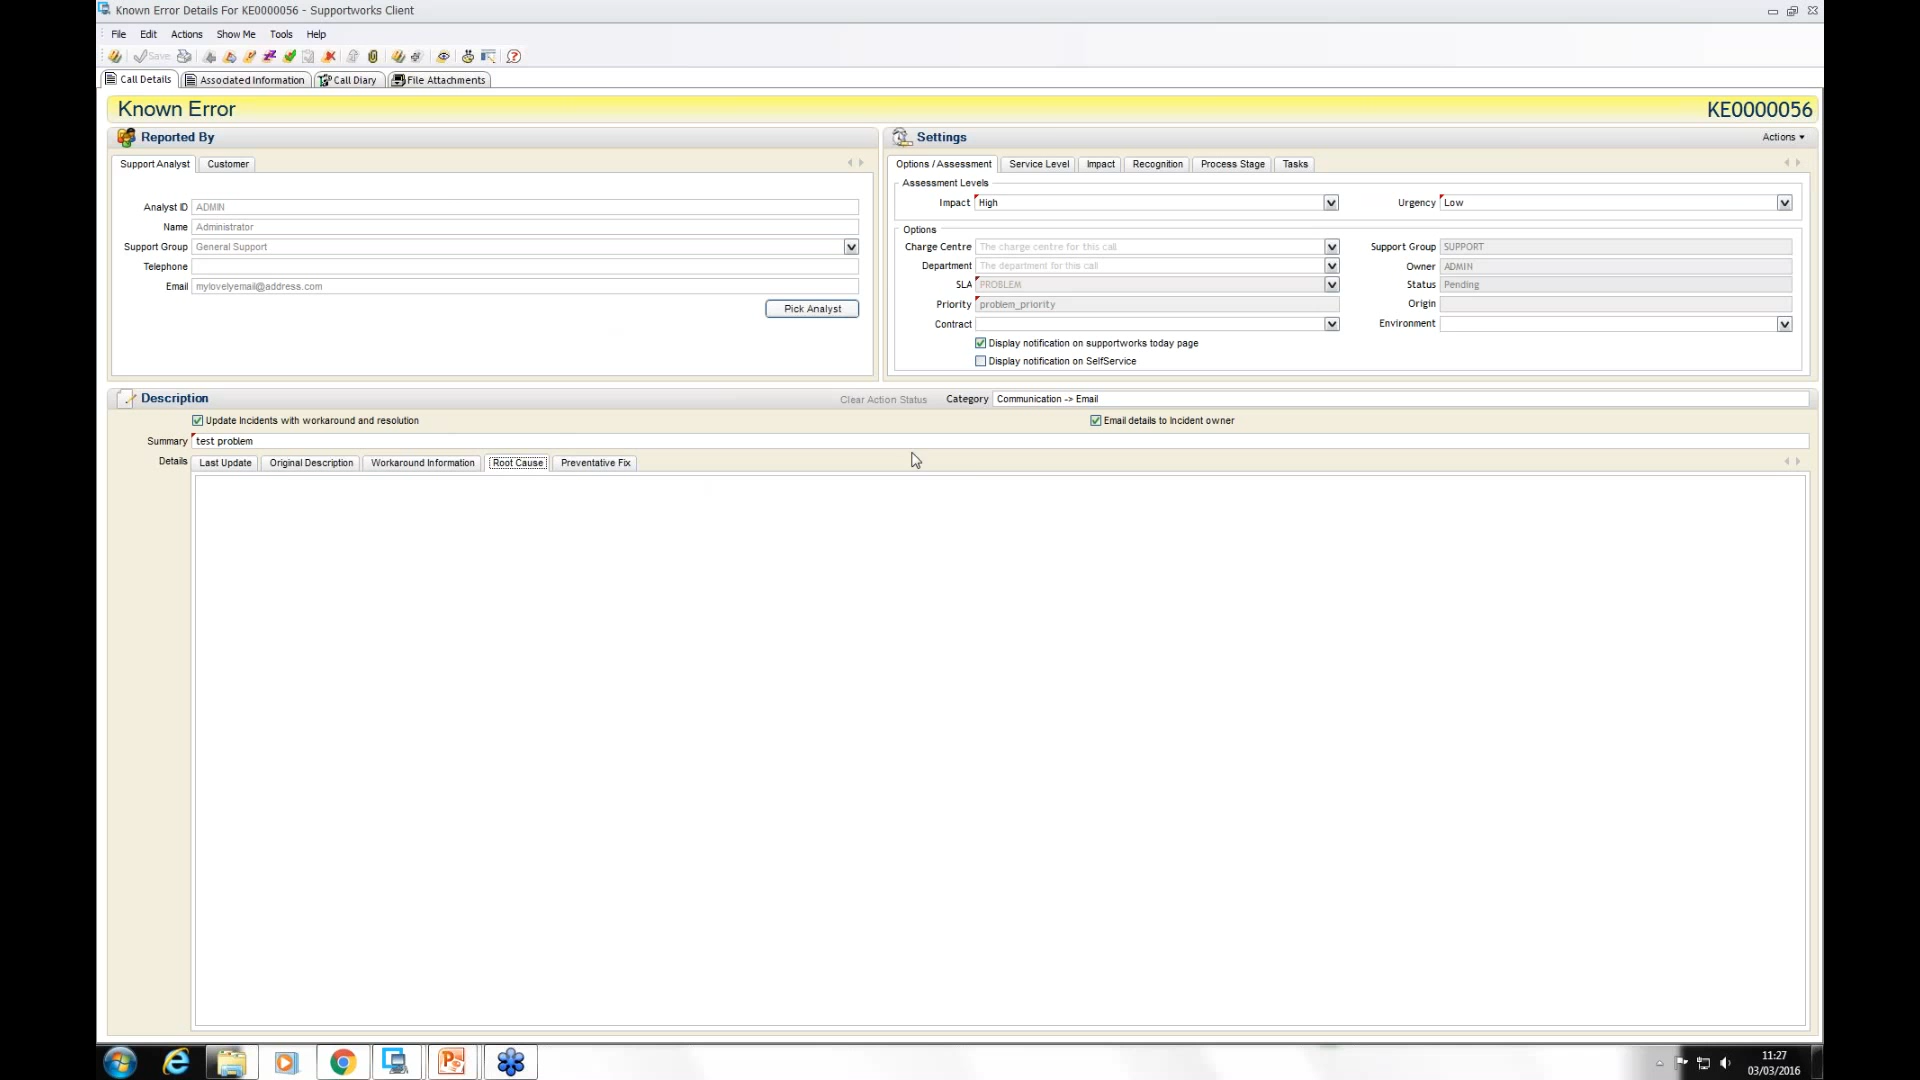 Known Error Details For KE0000056 - Supportworks Client
File Edit Actions Show Me Tools Help
Save
Call Details Associated Information Call Diary File Attachments
Known Error KE0000056
Reported By
Support Analyst Customer
Analyst ID ADMIN
Name Administrator
Support Group General Support
Telephone
Email mylovelyemail@address.com
Pick Analyst
Settings Actions
Options / Assessment Service Level Impact Recognition Process Stage Tasks
Assessment Levels
Impact High Urgency Low
Options
Charge Centre The charge centre for this call Support Group SUPPORT
Department The department for this call Owner ADMIN
SLA PROBLEM Status Pending
Priority problem_priority Origin
Contract Environment
Display notification on supportworks today page
Display notification on SelfService
Description Clear Action Status Category Communication -> Email
Update Incidents with workaround and resolution Email details to Incident owner
Summary test problem
Details Last Update Original Description Workaround Information Root Cause Preventative Fix
11:27
03/03/2016